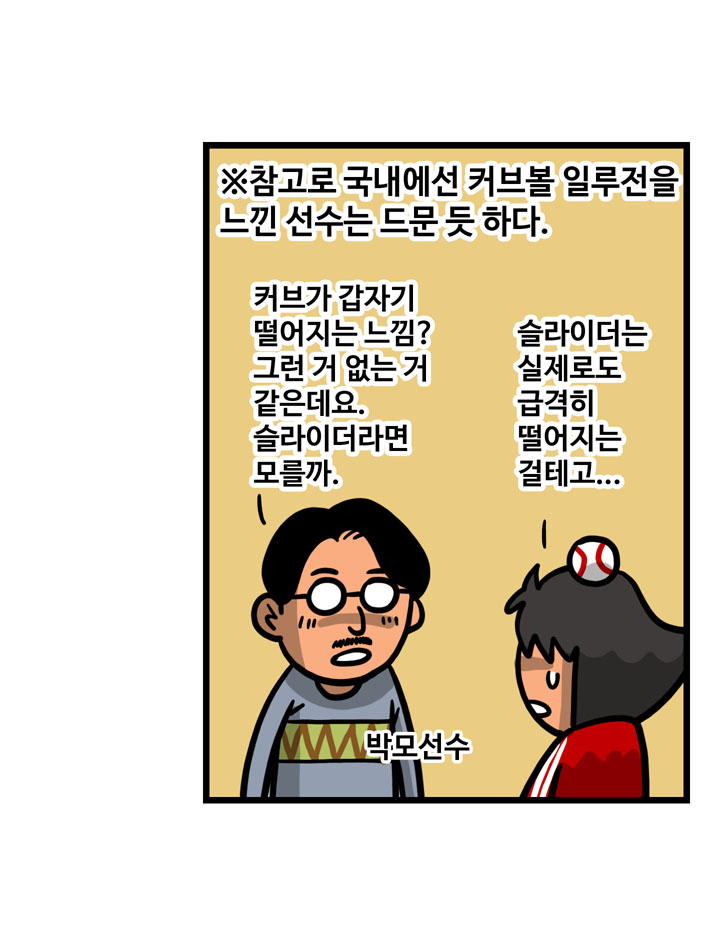 ※참고로 국내에선 커브볼 일루전을
느낀 선수는 드문 듯 하다.
커브가 갑자기
떨어지는 느낌?
그런 거 없는 거
같은데요.
슬라이더라면
모를까.
슬라이더는
실제로도
급격히
떨어지는
걸테고...
박모선수